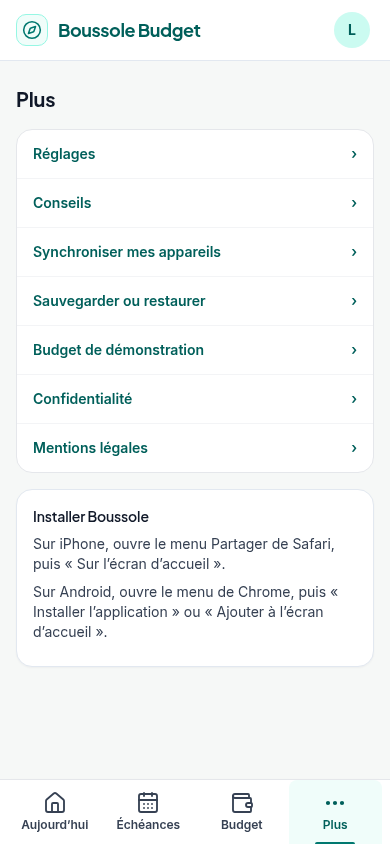 Boussole Budget
L
Plus
Réglages ›
Conseils ›
Synchroniser mes appareils ›
Sauvegarder ou restaurer ›
Budget de démonstration ›
Confidentialité ›
Mentions légales ›
Installer Boussole
Sur iPhone, ouvre le menu Partager de Safari,
puis « Sur l’écran d’accueil ».
Sur Android, ouvre le menu de Chrome, puis «
Installer l’application » ou « Ajouter à l’écran
d’accueil ».
Aujourd’hui Échéances Budget Plus